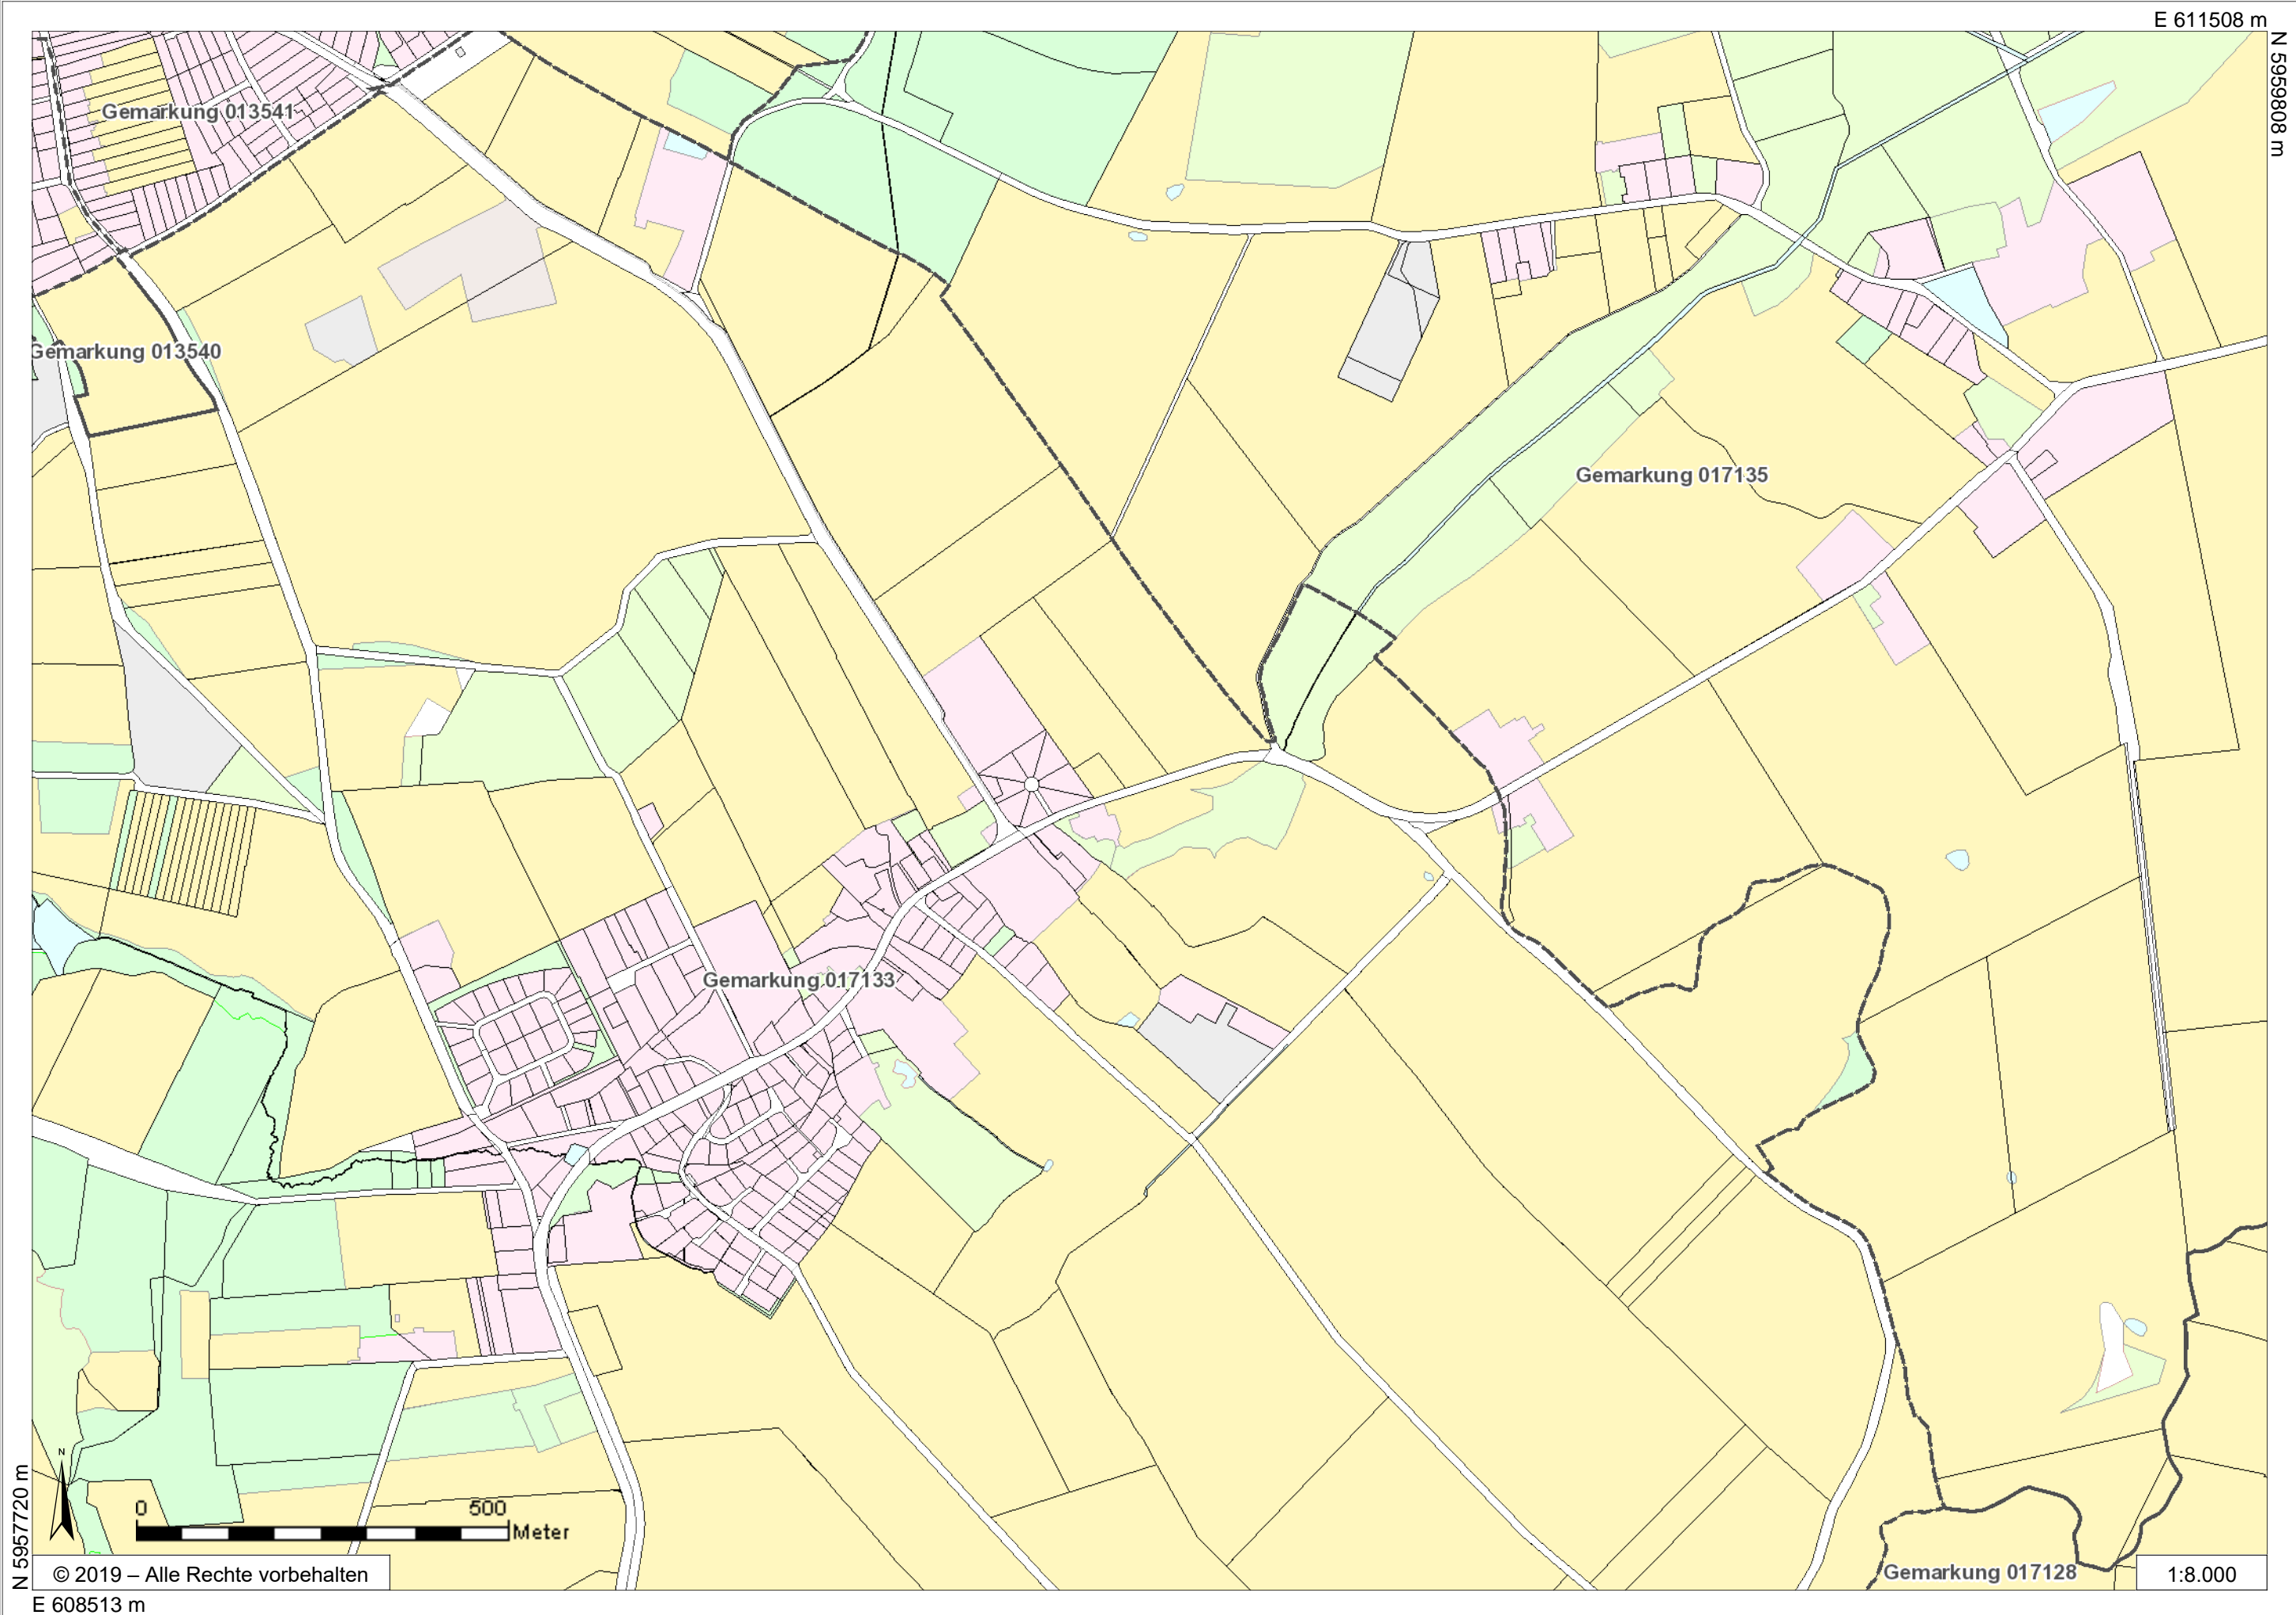 E 611508 m
N 5959808 m
Gemarkung 013541
Gemarkung 013540
Gemarkung 017135
Gemarkung 017133
N
0 500
Meter
N 5957720 m
© 2019 – Alle Rechte vorbehalten
Gemarkung 017128
1:8.000
E 608513 m